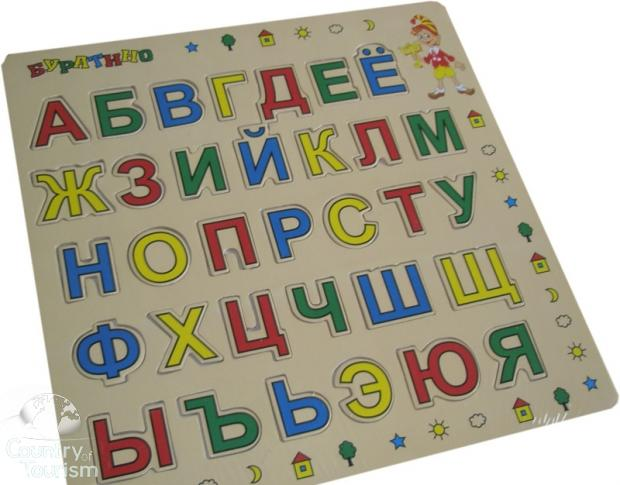 БУРАТИНО
АБВГДЕЁ
ЖЗИЙКЛМ
НОПРСТУ
ФХЦЧШЩ
ЫЪЬЭЮЯ
Country of
Tourism